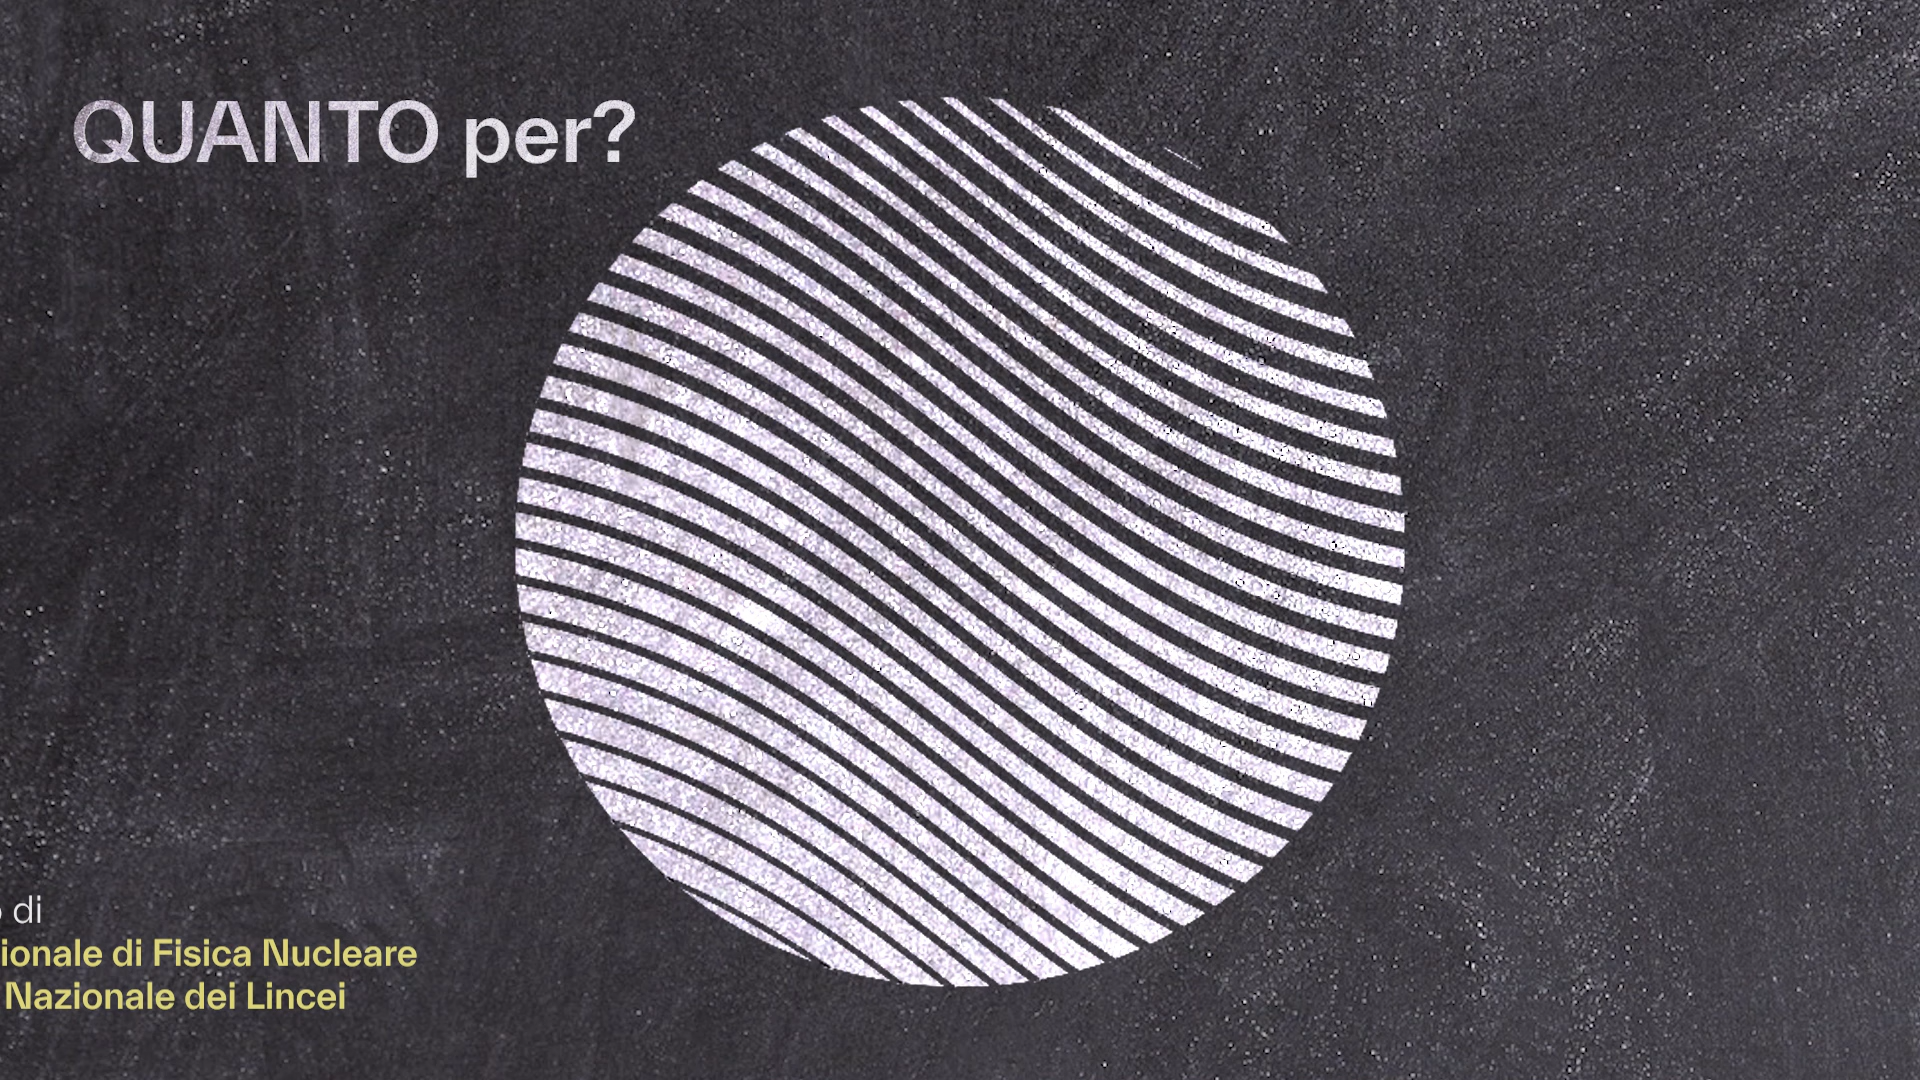 QUANTO per?
di
ionale di Fisica Nucleare
Nazionale dei Lincei